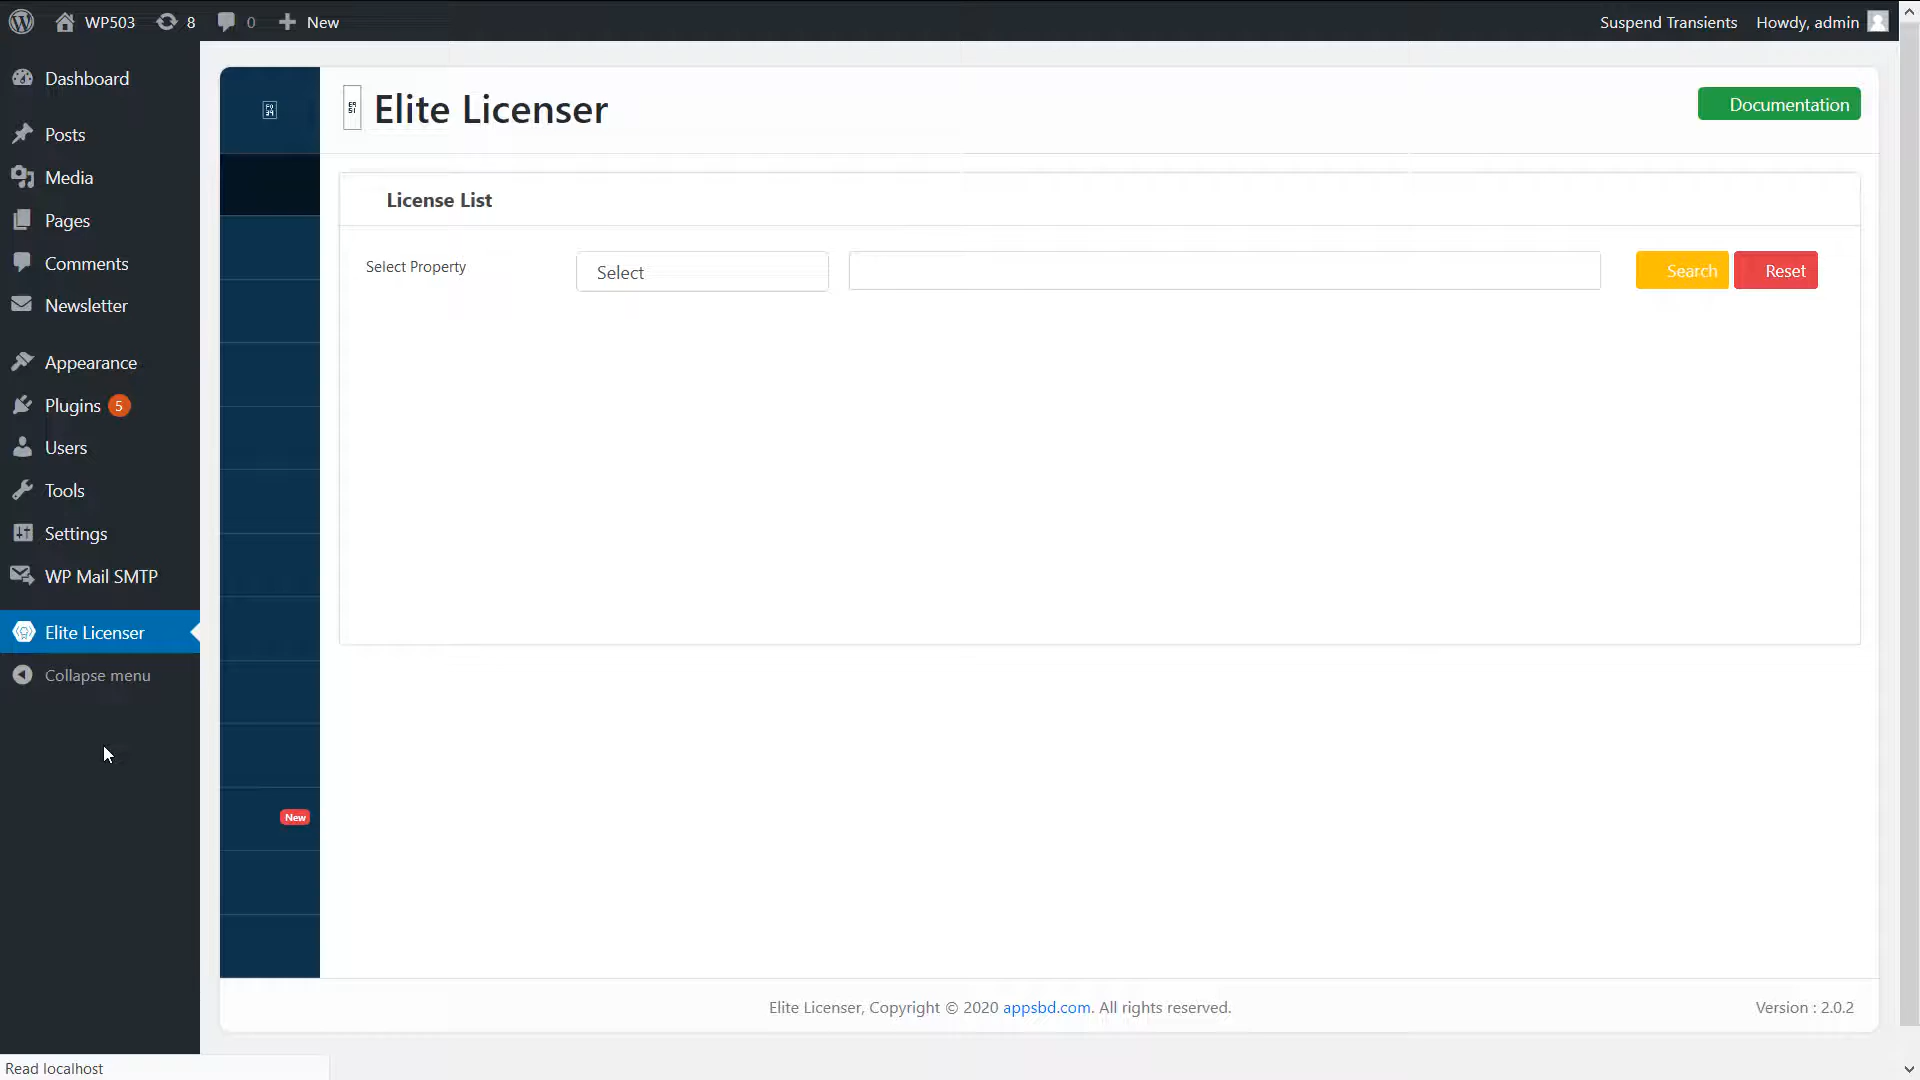 WP503 8 0 New Suspend Transients Howdy, admin
Dashboard
Posts
Media
Pages
Comments
Newsletter
Appearance
Plugins 5
Users
Tools
Settings
WP Mail SMTP
Elite Licenser
Collapse menu
Elite Licenser
Documentation
License List
Select Property Select Search Reset
New
Elite Licenser, Copyright © 2020 appsbd.com. All rights reserved. Version : 2.0.2
Read localhost